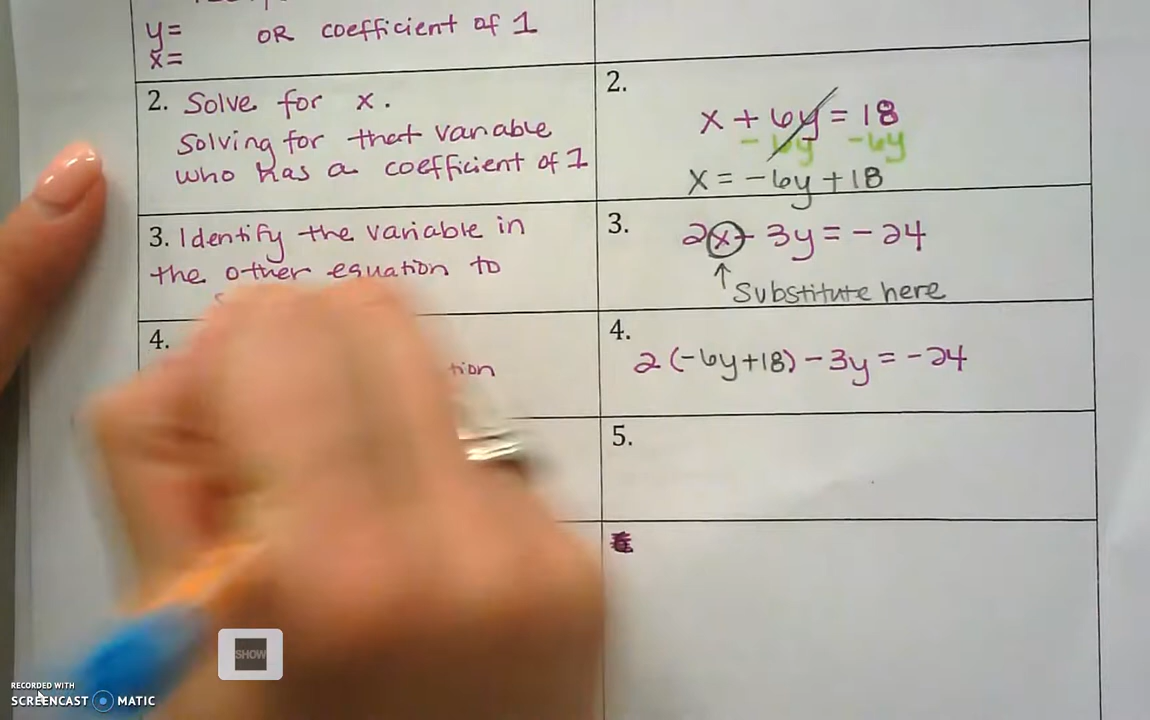 y=
OR coefficient of 1
x=
2. Solve for x.
Solving for that variable
who has a coefficient of 1
2.
x + 6y = 18
- 6y -6y
x = -6y + 18
3. Identify the variable in
the other equation to
3.
2x - 3y = -24
↑ Substitute here
4.
4.
2(-6y+18) - 3y = -24
5.
SHOW
RECORDED WITH
SCREENCAST MATIC